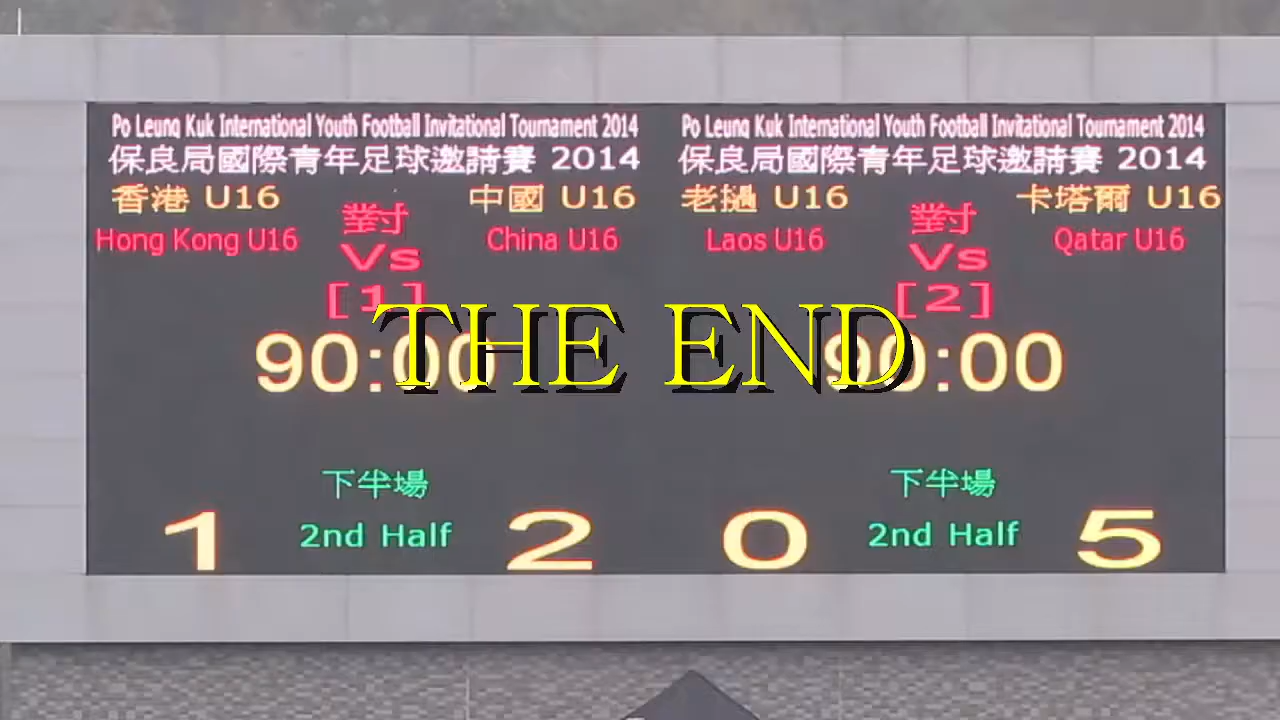 Po Leung Kuk International Youth Football Invitational Tournament 2014
保良局國際青年足球邀請賽 2014
香港 U16
中國 U16
對
Hong Kong U16
China U16
Vs
[1]
90:00
下半場
1
2nd Half
2
Po Leung Kuk International Youth Football Invitational Tournament 2014
保良局國際青年足球邀請賽 2014
老撾 U16
卡塔爾 U16
對
Laos U16
Qatar U16
Vs
[2]
90:00
下半場
0
2nd Half
5
THE END